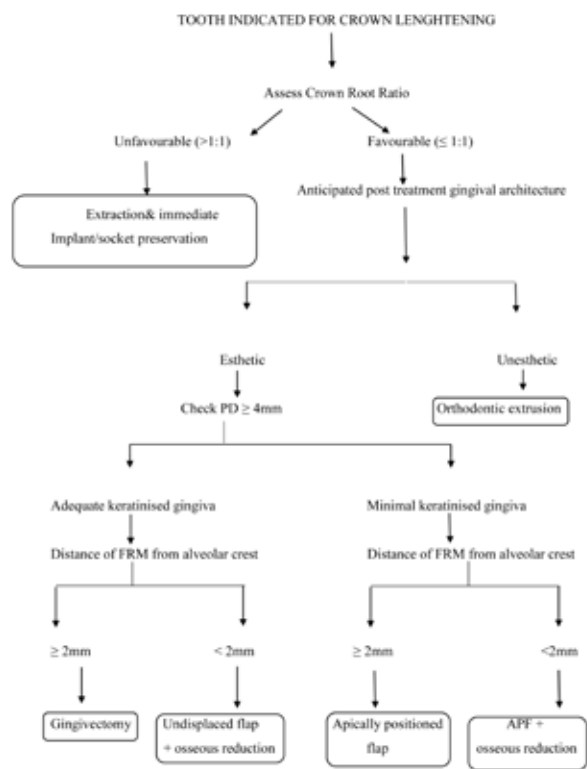 TOOTH INDICATED FOR CROWN LENGHTENING
Assess Crown Root Ratio
Unfavourable (>1:1)
Favourable (≤ 1:1)
Extraction& immediate
Implant/socket preservation
Anticipated post treatment gingival architecture
Esthetic
Unesthetic
Check PD ≥ 4mm
Orthodontic extrusion
Adequate keratinised gingiva
Minimal keratinised gingiva
Distance of FRM from alveolar crest
Distance of FRM from alveolar crest
≥ 2mm
< 2mm
≥ 2mm
<2mm
Gingivectomy
Undisplaced flap
+ osseous reduction
Apically positioned
flap
APF +
osseous reduction